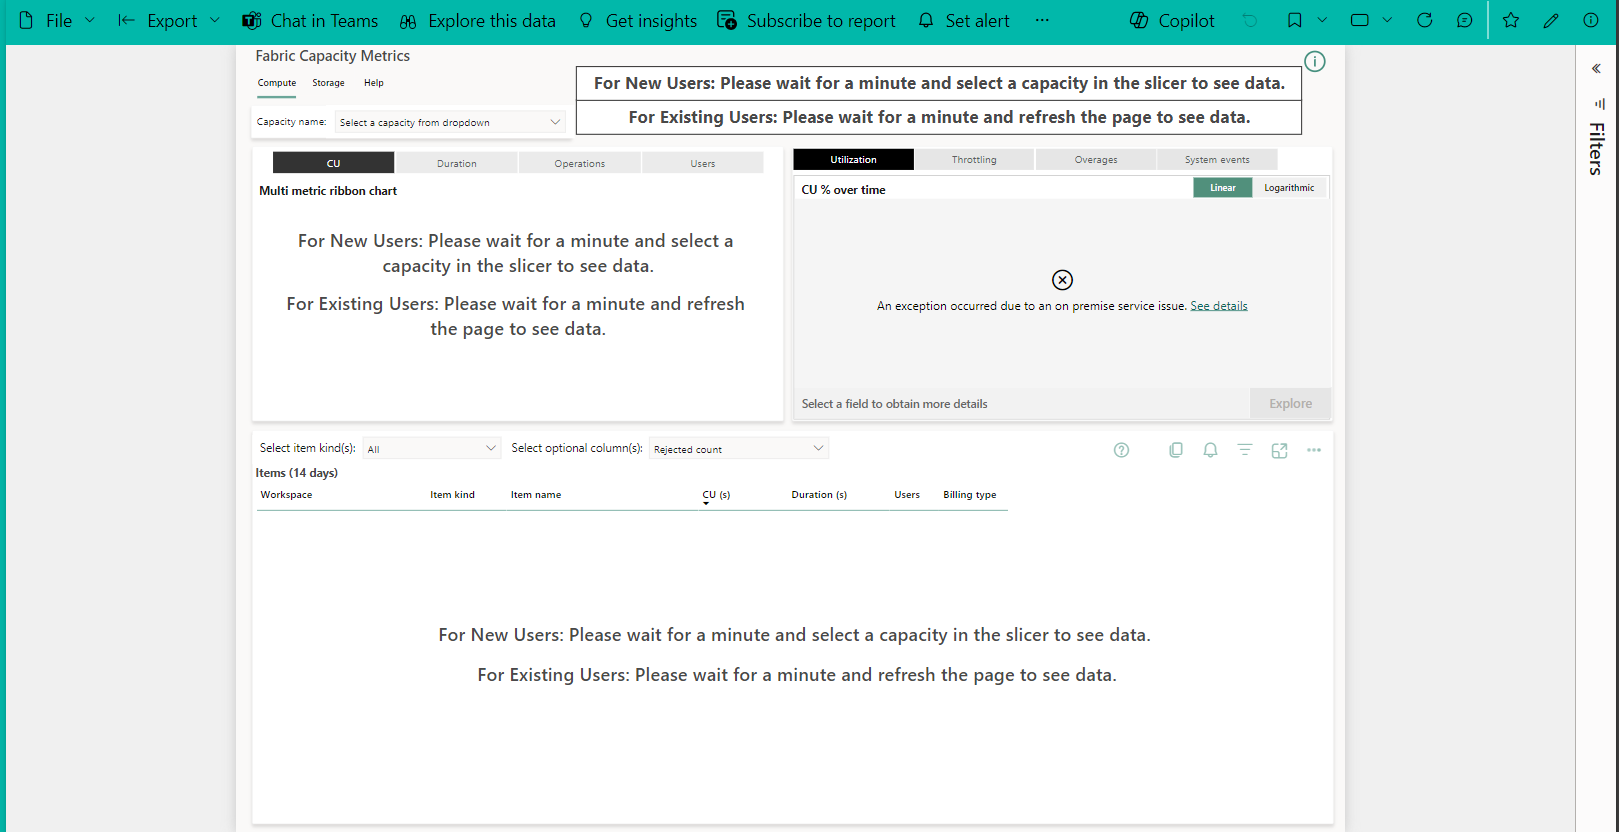 File Export Chat in Teams Explore this data Get insights Subscribe to report Set alert ... Copilot
Fabric Capacity Metrics
Compute Storage Help
For New Users: Please wait for a minute and select a capacity in the slicer to see data.
For Existing Users: Please wait for a minute and refresh the page to see data.
Capacity name: Select a capacity from dropdown
Filters
CU Duration Operations Users
Multi metric ribbon chart
For New Users: Please wait for a minute and select a
capacity in the slicer to see data.
For Existing Users: Please wait for a minute and refresh
the page to see data.
Utilization Throttling Overages System events
CU % over time Linear Logarithmic
An exception occurred due to an on premise service issue. See details
Select a field to obtain more details Explore
Select item kind(s): All Select optional column(s): Rejected count
Items (14 days)
Workspace Item kind Item name CU (s) Duration (s) Users Billing type
For New Users: Please wait for a minute and select a capacity in the slicer to see data.
For Existing Users: Please wait for a minute and refresh the page to see data.